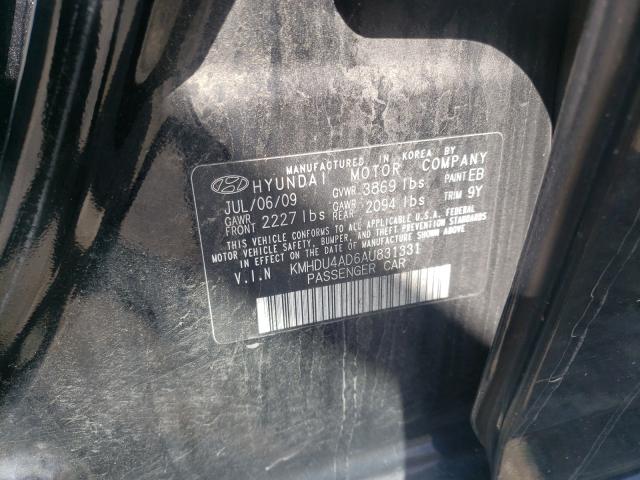 MANUFACTURED IN KOREA BY
HYUNDAI MOTOR COMPANY
JUL/06/09 GVWR 3869 lbs PAINT EB
GAWR FRONT 2227 lbs GAWR REAR 2094 lbs TRIM 9Y
THIS VEHICLE CONFORMS TO ALL APPLICABLE U.S.A. FEDERAL
MOTOR VEHICLE SAFETY, BUMPER, AND THEFT PREVENTION STANDARDS
IN EFFECT ON THE DATE OF MANUFACTURE SHOWN ABOVE.
V.I.N KMHDU4AD6AU831331
PASSENGER CAR